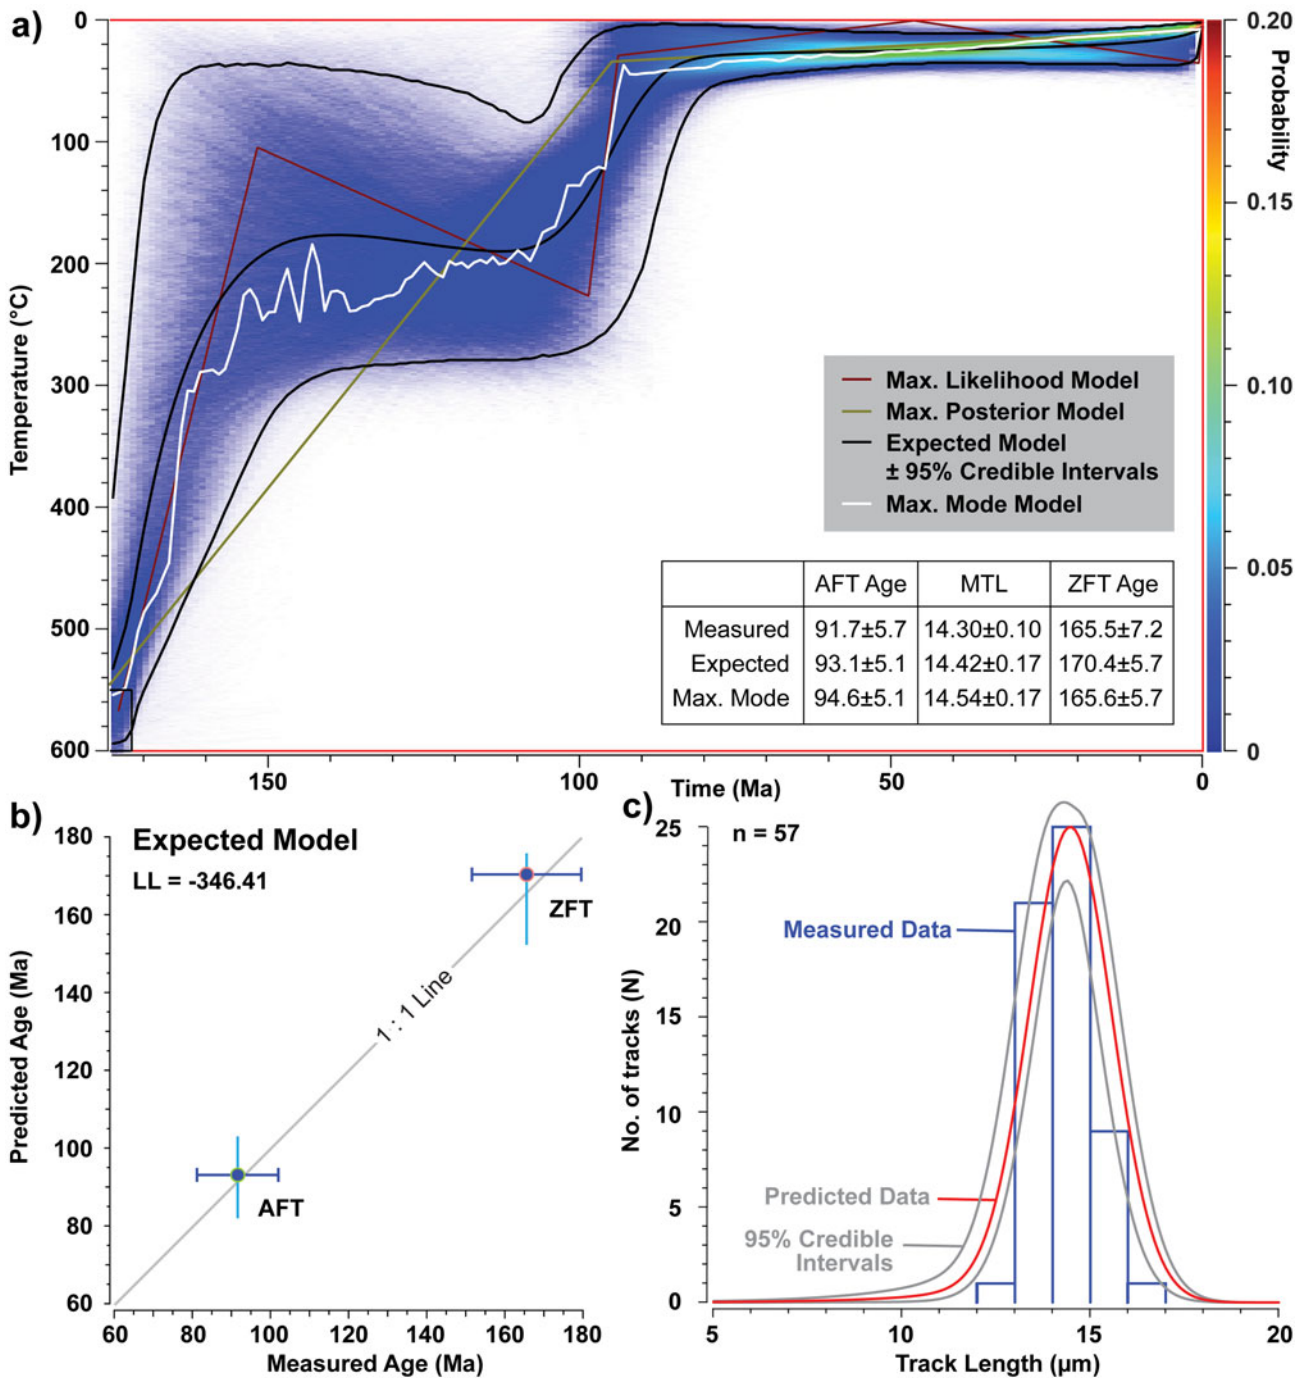 a)
0
100
200
300
400
500
600
Temperature (°C)
150
100
50
0
Time (Ma)
0.20
0.15
0.10
0.05
0
Probability
Max. Likelihood Model
Max. Posterior Model
Expected Model
± 95% Credible Intervals
Max. Mode Model
AFT Age MTL ZFT Age
Measured 91.7±5.7 14.30±0.10 165.5±7.2
Expected 93.1±5.1 14.42±0.17 170.4±5.7
Max. Mode 94.6±5.1 14.54±0.17 165.6±5.7
b)
Expected Model
LL = -346.41
180
160
140
120
100
80
60
Predicted Age (Ma)
ZFT
1 : 1 Line
AFT
60 80 100 120 140 160 180
Measured Age (Ma)
c)
n = 57
25
20
15
10
5
0
No. of tracks (N)
Measured Data
Predicted Data
95% Credible
Intervals
5 10 15 20
Track Length (µm)